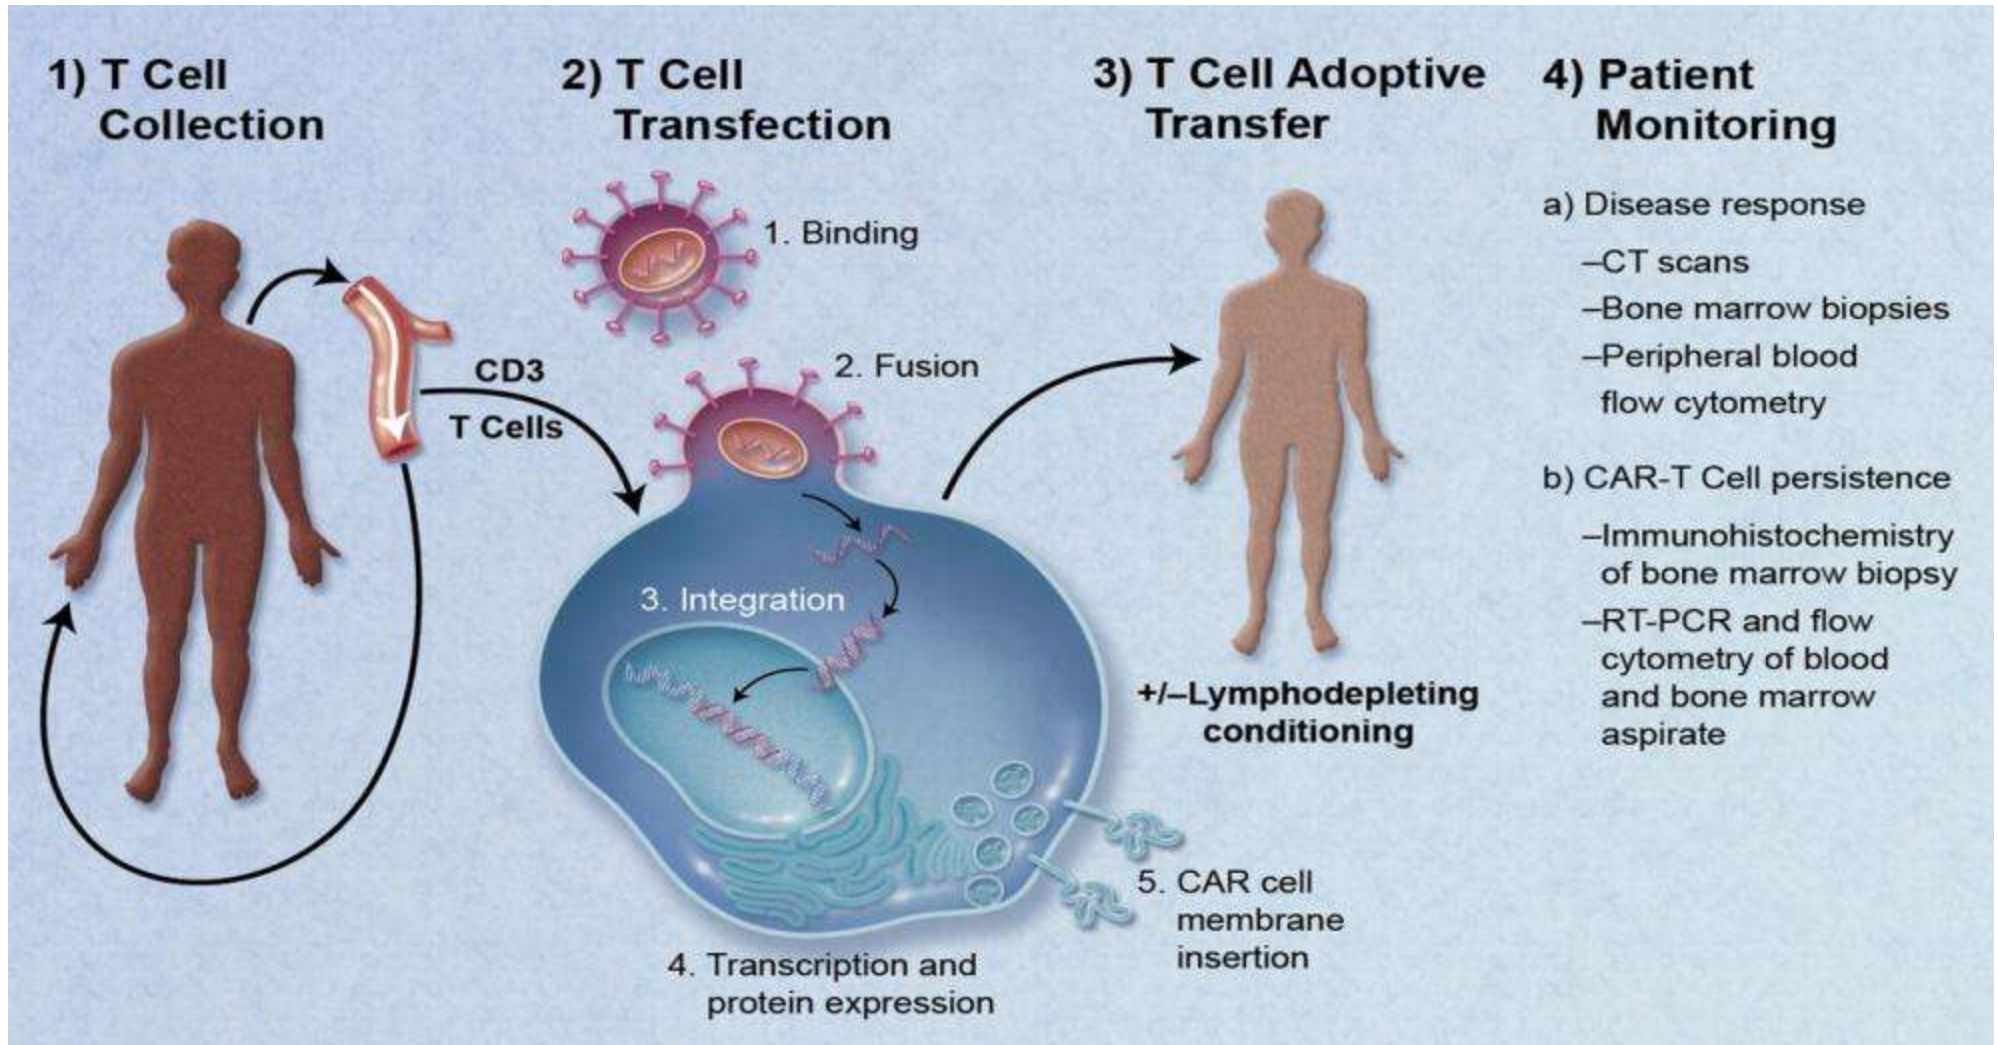 1) T Cell
Collection
CD3
T Cells
2) T Cell
Transfection
1. Binding
2. Fusion
3. Integration
4. Transcription and
protein expression
5. CAR cell
membrane
insertion
3) T Cell Adoptive
Transfer
+/–Lymphodepleting
conditioning
4) Patient
Monitoring
a) Disease response
–CT scans
–Bone marrow biopsies
–Peripheral blood
flow cytometry
b) CAR-T Cell persistence
–Immunohistochemistry
of bone marrow biopsy
–RT-PCR and flow
cytometry of blood
and bone marrow
aspirate